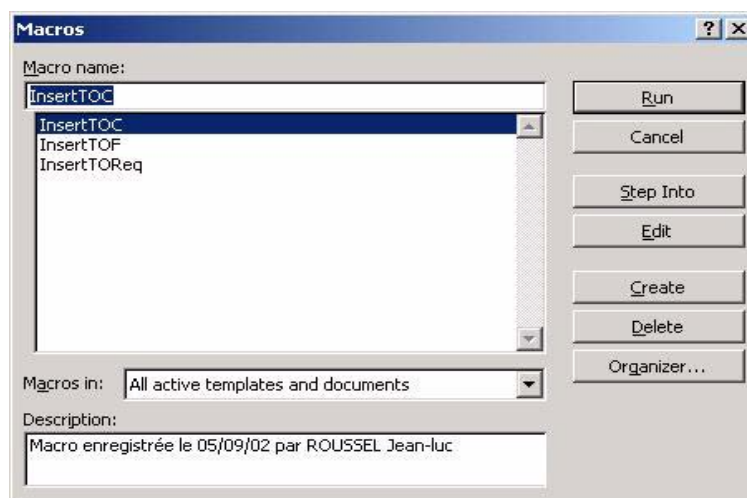 Macros
Macro name:
InsertTOC
InsertTOC
InsertTOF
InsertTOReq
Run
Cancel
Step Into
Edit
Create
Delete
Organizer...
Macros in: All active templates and documents
Description:
Macro enregistrée le 05/09/02 par ROUSSEL Jean-luc